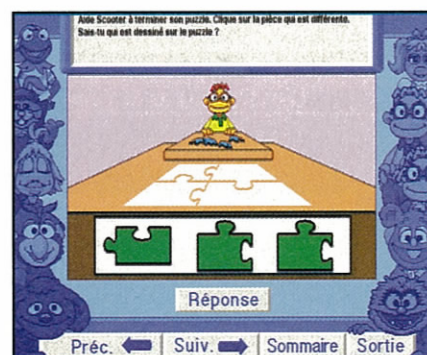 Aide Scooter à terminer son puzzle. Clique sur la pièce qui est différente.
Sais-tu qui est dessiné sur le puzzle ?
Réponse
Préc.
Suiv.
Sommaire
Sortie